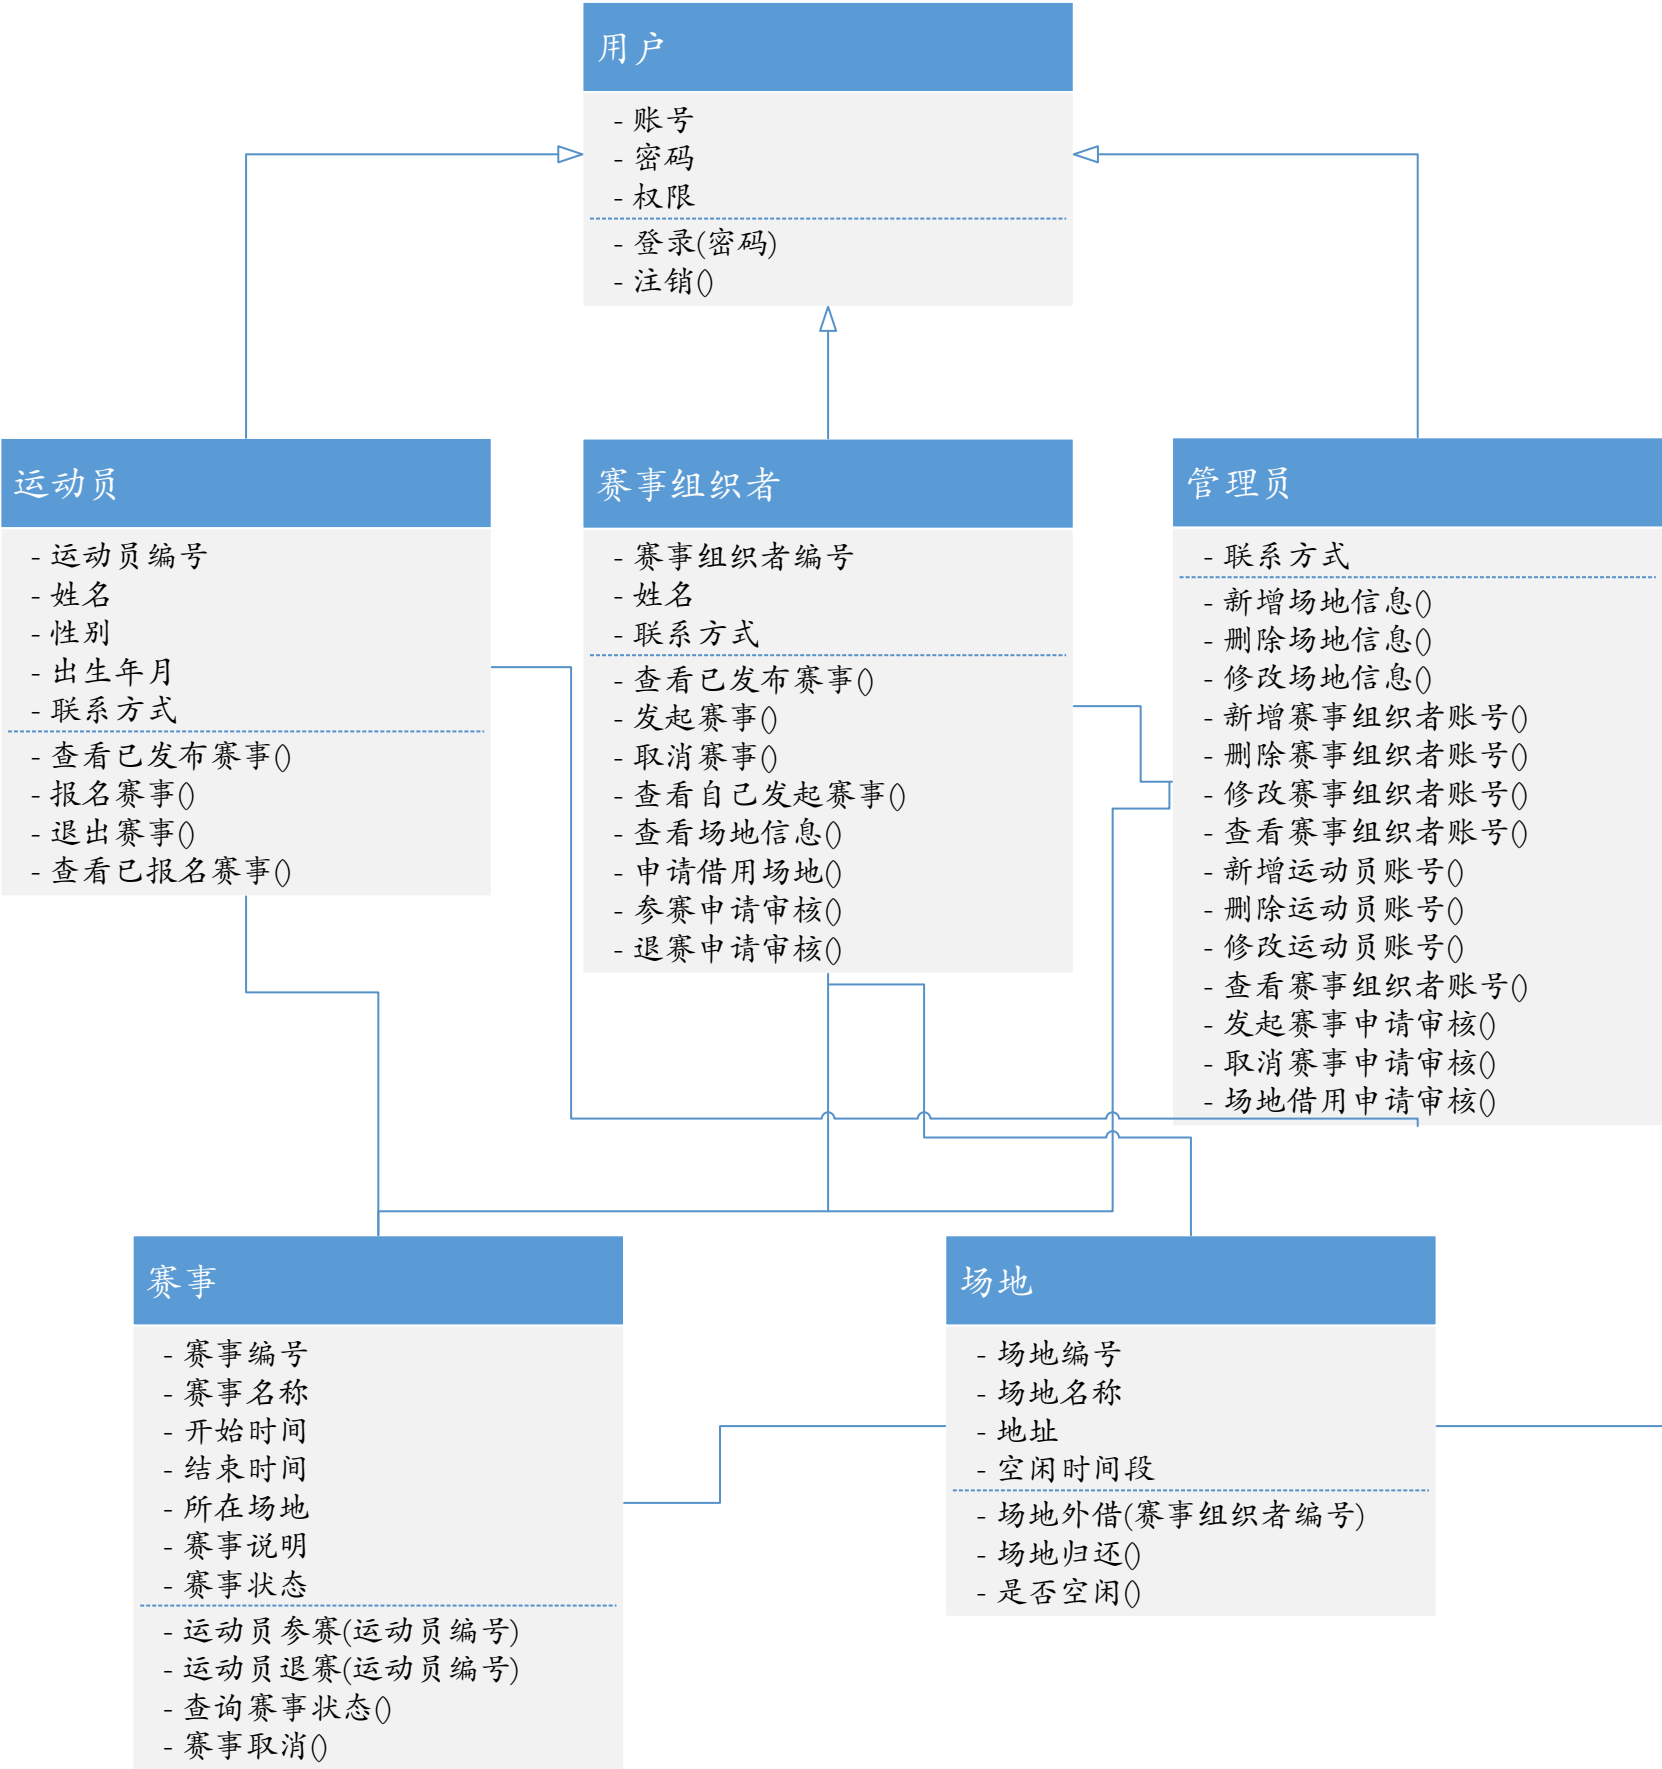 用户
- 账号
- 密码
- 权限
- 登录(密码)
- 注销()
运动员
- 运动员编号
- 姓名
- 性别
- 出生年月
- 联系方式
- 查看已发布赛事()
- 报名赛事()
- 退出赛事()
- 查看已报名赛事()
赛事组织者
- 赛事组织者编号
- 姓名
- 联系方式
- 查看已发布赛事()
- 发起赛事()
- 取消赛事()
- 查看自己发起赛事()
- 查看场地信息()
- 申请借用场地()
- 参赛申请审核()
- 退赛申请审核()
管理员
- 联系方式
- 新增场地信息()
- 删除场地信息()
- 修改场地信息()
- 新增赛事组织者账号()
- 删除赛事组织者账号()
- 修改赛事组织者账号()
- 查看赛事组织者账号()
- 新增运动员账号()
- 删除运动员账号()
- 修改运动员账号()
- 查看赛事组织者账号()
- 发起赛事申请审核()
- 取消赛事申请审核()
- 场地借用申请审核()
赛事
- 赛事编号
- 赛事名称
- 开始时间
- 结束时间
- 所在场地
- 赛事说明
- 赛事状态
- 运动员参赛(运动员编号)
- 运动员退赛(运动员编号)
- 查询赛事状态()
- 赛事取消()
场地
- 场地编号
- 场地名称
- 地址
- 空闲时间段
- 场地外借(赛事组织者编号)
- 场地归还()
- 是否空闲()